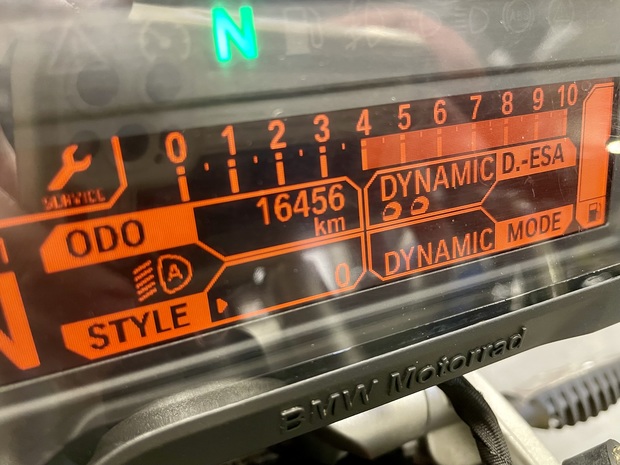 N
0 1 2 3 4 5 6 7 8 9 10
SERVICE
ODO
16456
km
DYNAMIC
D.-ESA
A
DYNAMIC
MODE
STYLE
0
N
BMW Motorrad